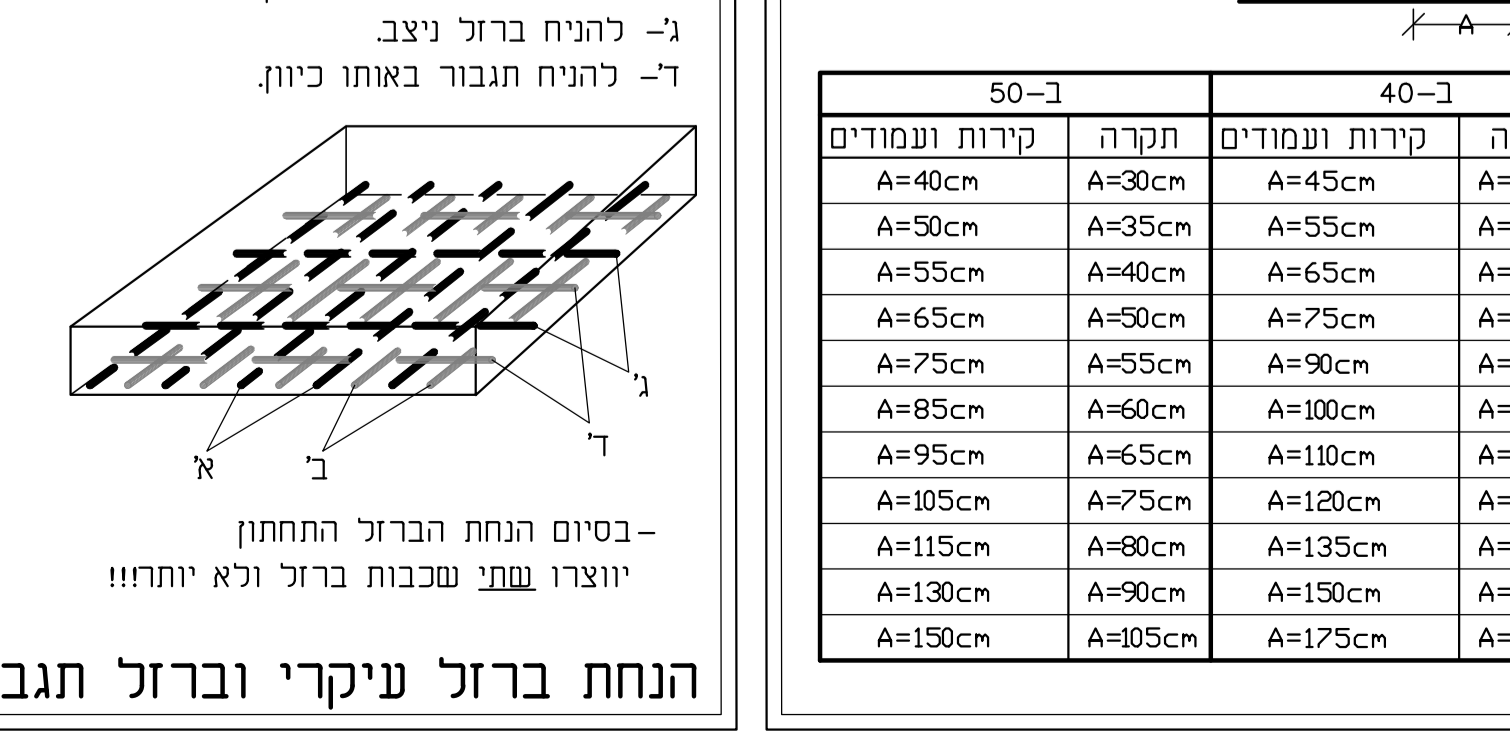 ג'– להניח ברזל ניצב.
ד'– להניח תגבור באותו כיוון.
ג'
ד'
ב'
א'
–בסיום הנחת הברזל התחתון
יווצרו שתי שכבות ברזל ולא יותר!!!
הנחת ברזל עיקרי וברזל תגב
A
ב–40 ב–50
ה קירות ועמודים תקרה קירות ועמודים
A=40cm A=30cm A=45cm A=
A=50cm A=35cm A=55cm A=
A=55cm A=40cm A=65cm A=
A=65cm A=50cm A=75cm A=
A=75cm A=55cm A=90cm A=
A=85cm A=60cm A=100cm A=
A=95cm A=65cm A=110cm A=
A=105cm A=75cm A=120cm A=
A=115cm A=80cm A=135cm A=
A=130cm A=90cm A=150cm A=
A=150cm A=105cm A=175cm A=